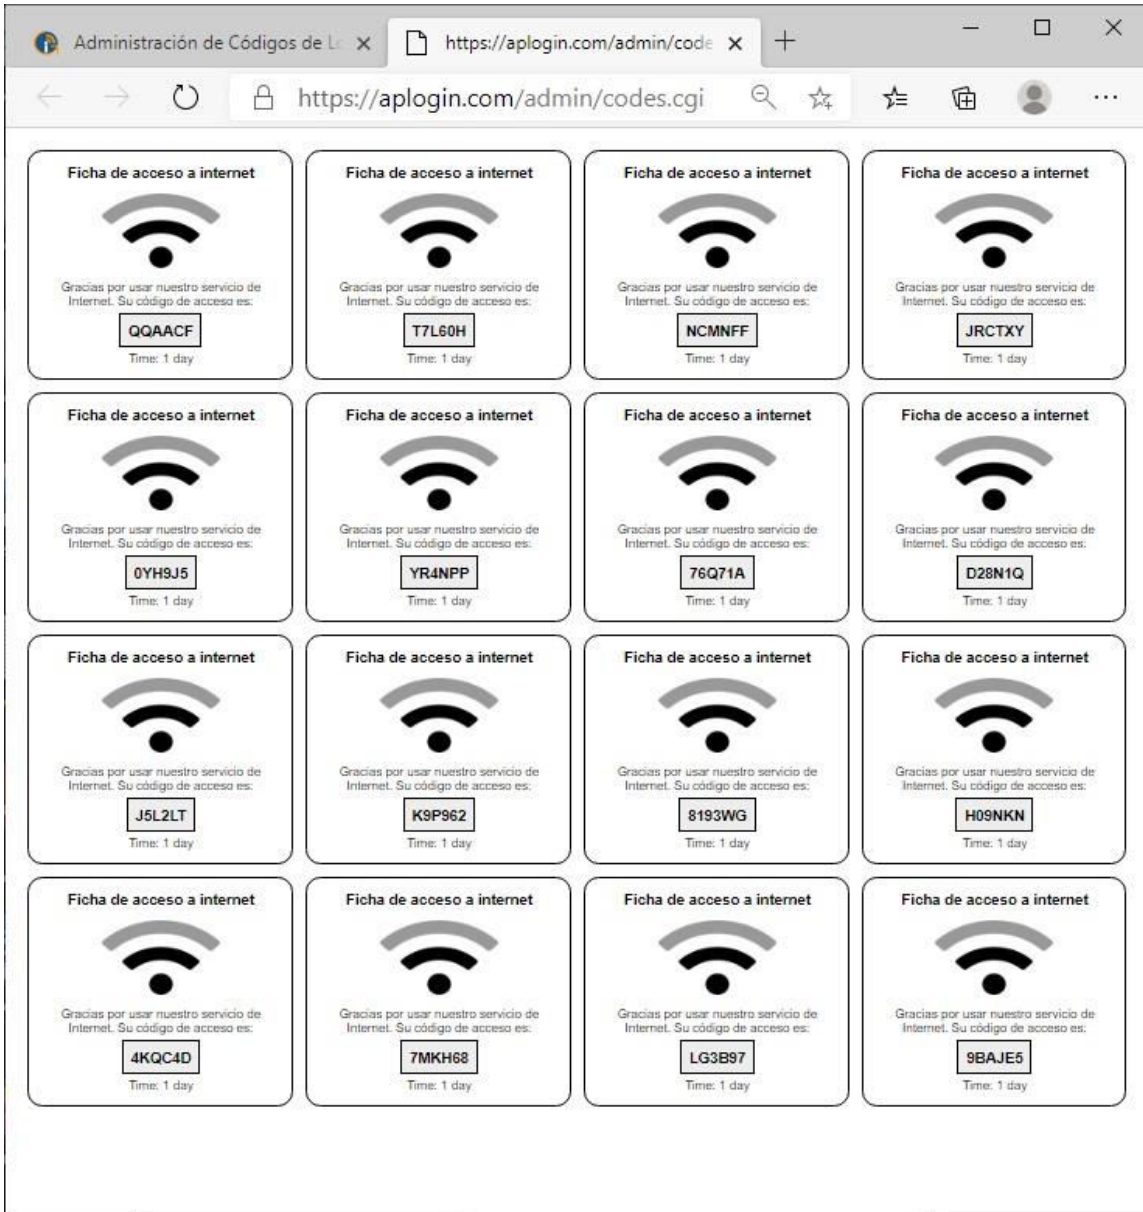 Administración de Códigos de Lo
https://aplogin.com/admin/code
https://aplogin.com/admin/codes.cgi
Ficha de acceso a internet
Gracias por usar nuestro servicio de
Internet. Su código de acceso es:
QQAACF
Time: 1 day
Ficha de acceso a internet
Gracias por usar nuestro servicio de
Internet. Su código de acceso es:
T7L60H
Time: 1 day
Ficha de acceso a internet
Gracias por usar nuestro servicio de
Internet. Su código de acceso es:
NCMNFF
Time: 1 day
Ficha de acceso a internet
Gracias por usar nuestro servicio de
Internet. Su código de acceso es:
JRCTXY
Time: 1 day
Ficha de acceso a internet
Gracias por usar nuestro servicio de
Internet. Su código de acceso es:
0YH9J5
Time: 1 day
Ficha de acceso a internet
Gracias por usar nuestro servicio de
Internet. Su código de acceso es:
YR4NPP
Time: 1 day
Ficha de acceso a internet
Gracias por usar nuestro servicio de
Internet. Su código de acceso es:
76Q71A
Time: 1 day
Ficha de acceso a internet
Gracias por usar nuestro servicio de
Internet. Su código de acceso es:
D28N1Q
Time: 1 day
Ficha de acceso a internet
Gracias por usar nuestro servicio de
Internet. Su código de acceso es:
J5L2LT
Time: 1 day
Ficha de acceso a internet
Gracias por usar nuestro servicio de
Internet. Su código de acceso es:
K9P962
Time: 1 day
Ficha de acceso a internet
Gracias por usar nuestro servicio de
Internet. Su código de acceso es:
8193WG
Time: 1 day
Ficha de acceso a internet
Gracias por usar nuestro servicio de
Internet. Su código de acceso es:
H09NKN
Time: 1 day
Ficha de acceso a internet
Gracias por usar nuestro servicio de
Internet. Su código de acceso es:
4KQC4D
Time: 1 day
Ficha de acceso a internet
Gracias por usar nuestro servicio de
Internet. Su código de acceso es:
7MKH68
Time: 1 day
Ficha de acceso a internet
Gracias por usar nuestro servicio de
Internet. Su código de acceso es:
LG3B97
Time: 1 day
Ficha de acceso a internet
Gracias por usar nuestro servicio de
Internet. Su código de acceso es:
9BAJE5
Time: 1 day